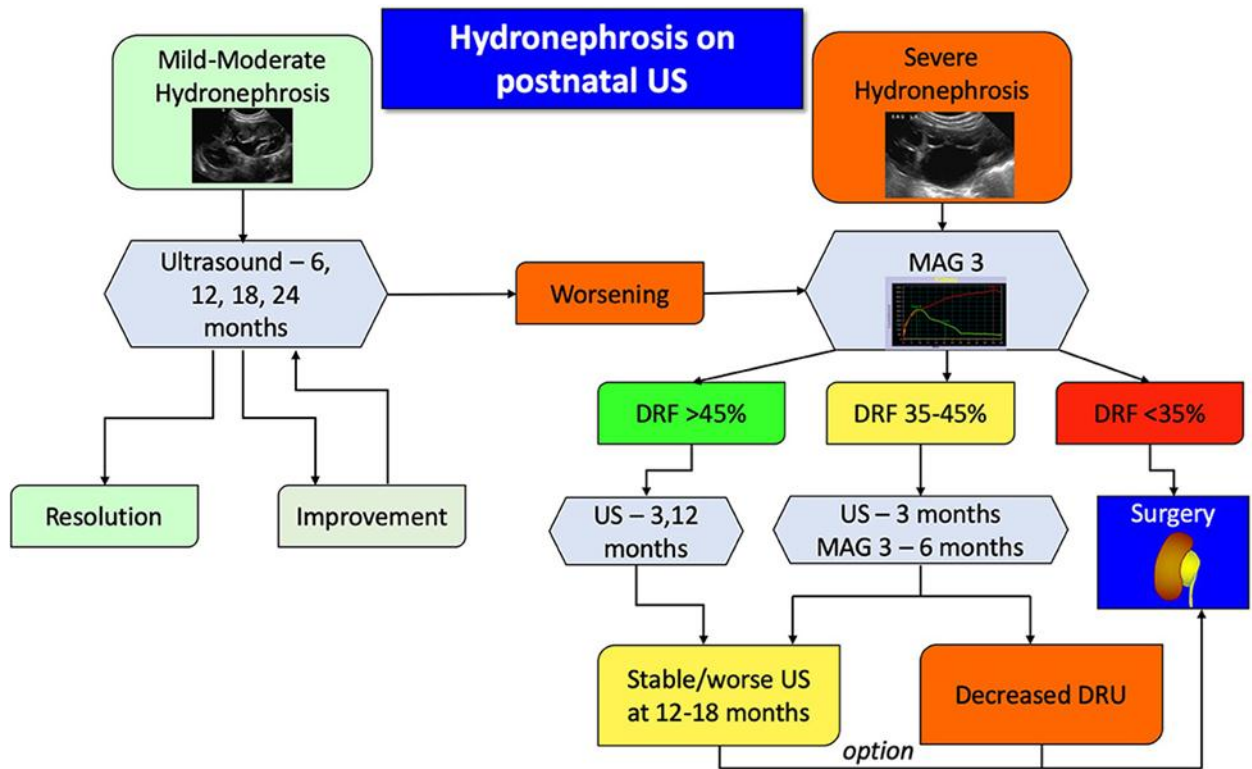 Hydronephrosis on
postnatal US
Mild-Moderate
Hydronephrosis
Severe
Hydronephrosis
Ultrasound – 6,
12, 18, 24
months
Worsening
MAG 3
DRF >45%
DRF 35-45%
DRF <35%
Resolution
Improvement
US – 3,12
months
US – 3 months
MAG 3 – 6 months
Surgery
Stable/worse US
at 12-18 months
Decreased DRU
option